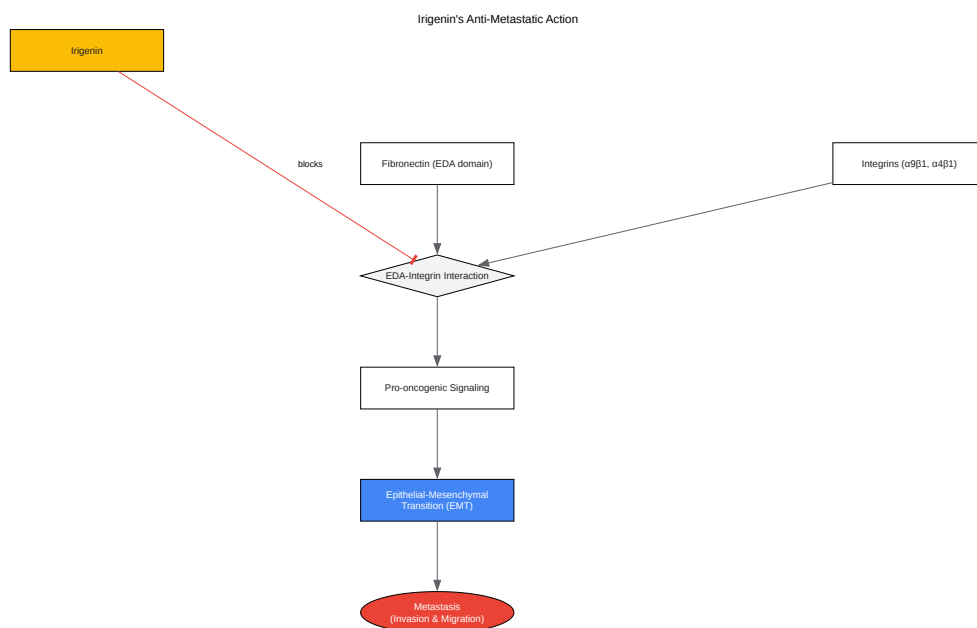 Irigenin's Anti-Metastatic Action
Irigenin
blocks
Fibronectin (EDA domain)
Integrins (α9β1, α4β1)
EDA-Integrin Interaction
Pro-oncogenic Signaling
Epithelial-Mesenchymal
Transition (EMT)
Metastasis
(Invasion & Migration)